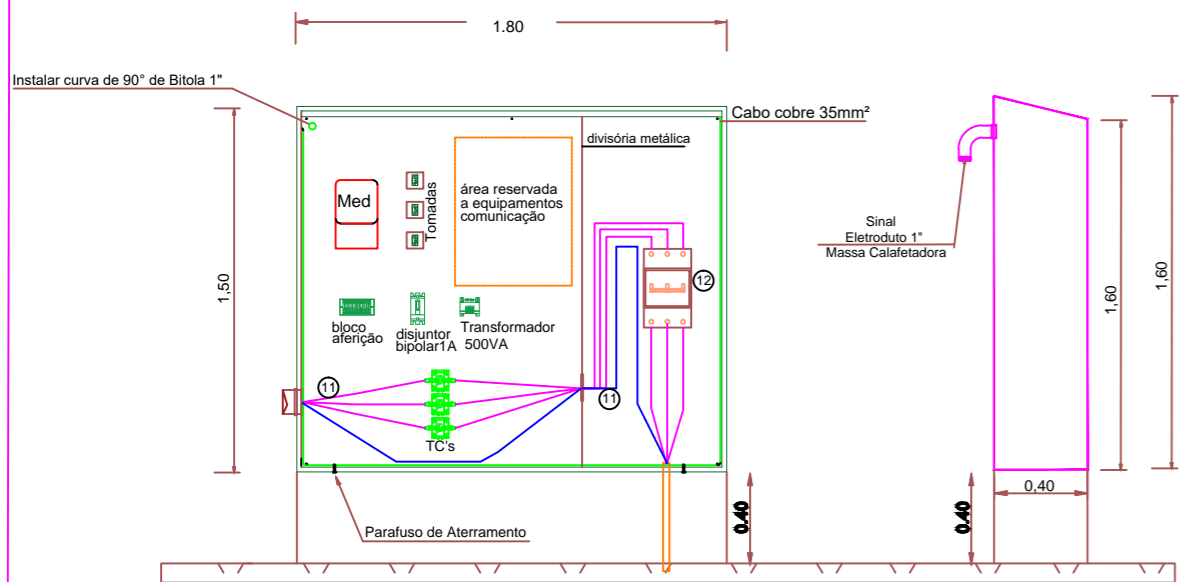 1.80
Instalar curva de 90° de Bitola 1"
Cabo cobre 35mm²
divisória metálica
Med
Tomadas
área reservada
a equipamentos
comunicação
1,50
12
bloco
aferição
disjuntor
bipolar1A
Transformador
500VA
11
11
TC's
Parafuso de Aterramento
0.40
Sinal
Eletroduto 1"
Massa Calafetadora
1,60
1,60
0,40
0.40